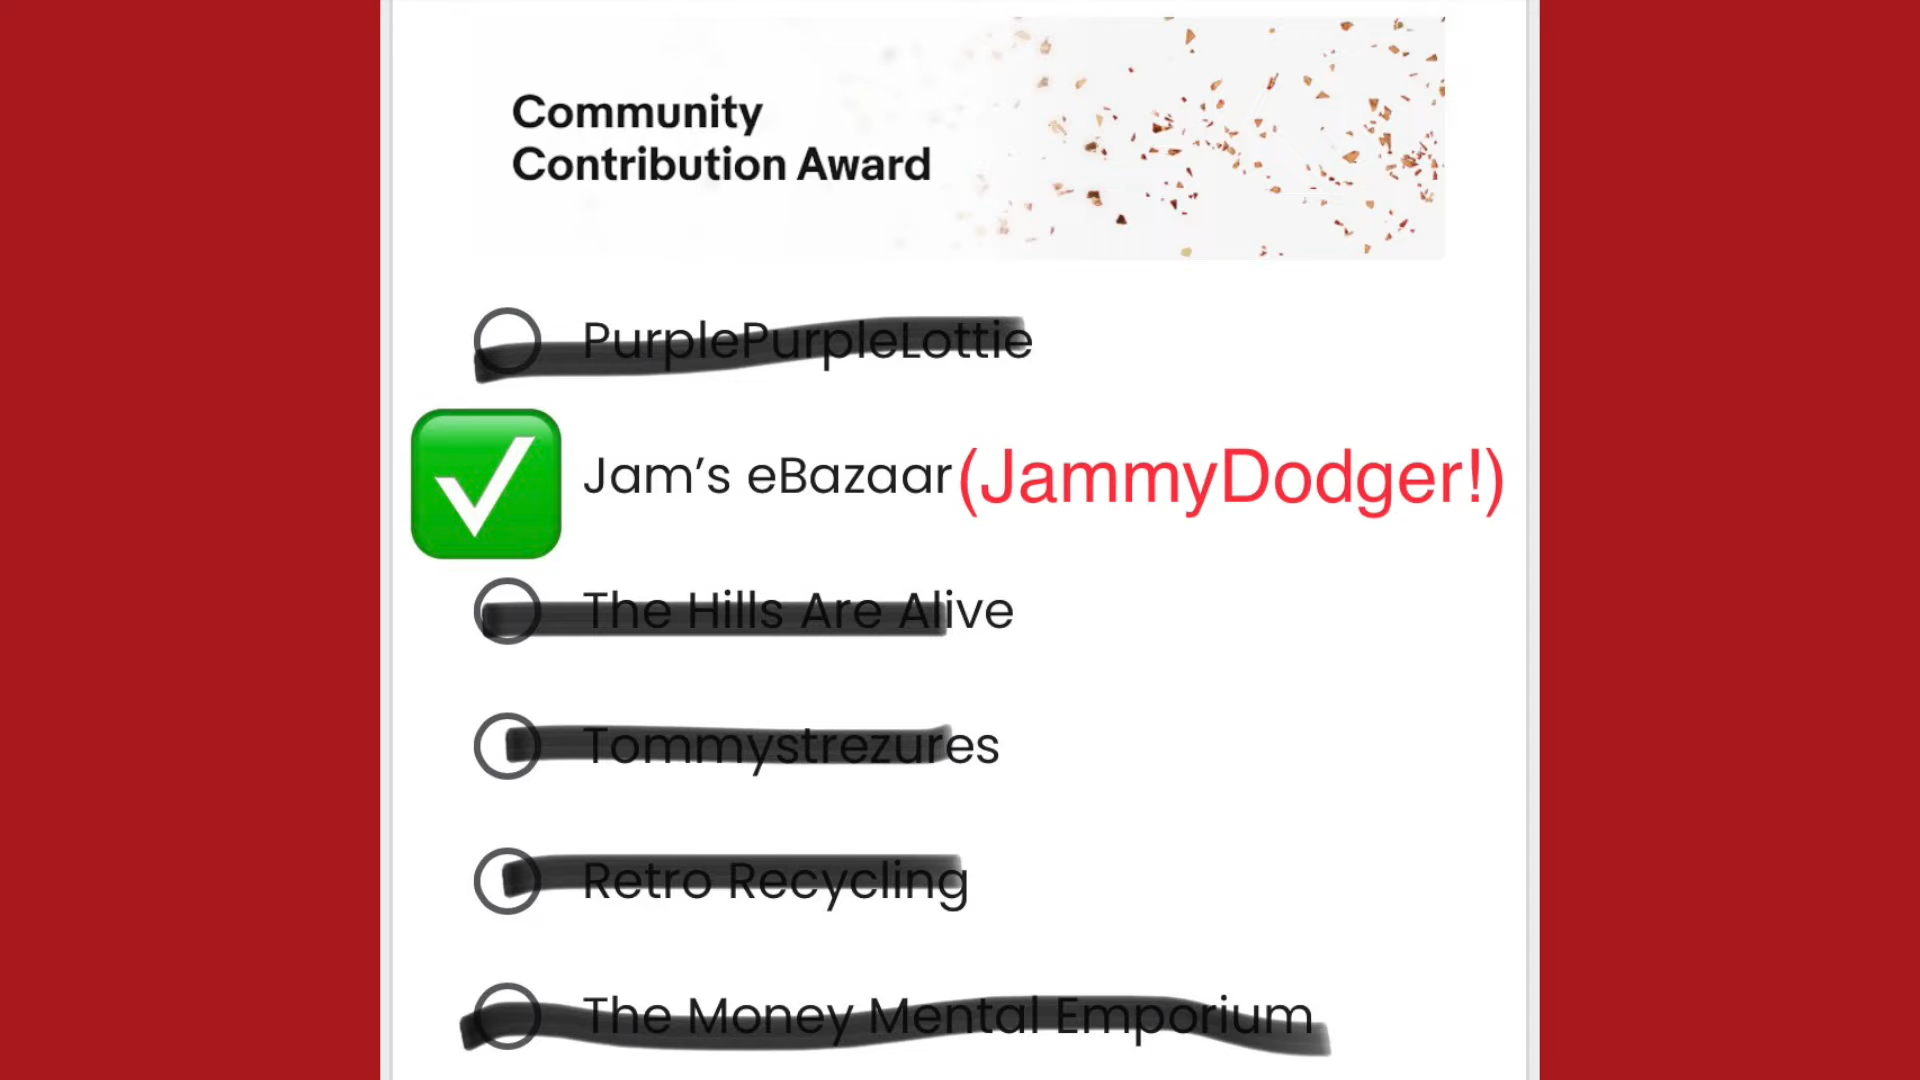 Community
Contribution Award
PurplePurpleLottie
Jam’s eBazaar (JammyDodger!)
The Hills Are Alive
Tommystrezures
Retro Recycling
The Money Mental Emporium